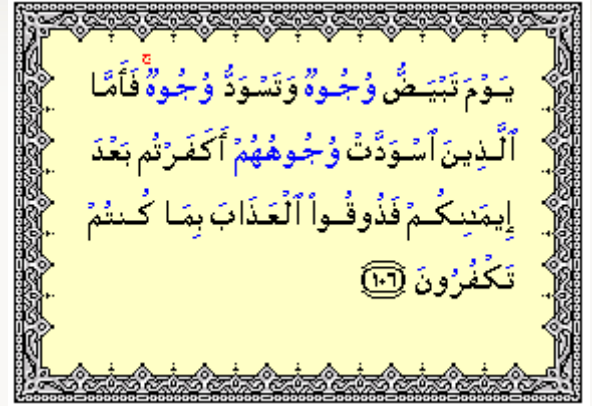 يَوْمَ تَبْيَضُّ وُجُوهٌ وَتَسْوَدُّ وُجُوهٌ ۚ فَأَمَّا
ٱلَّذِينَ ٱسْوَدَّتْ وُجُوهُهُمْ أَكَفَرْتُم بَعْدَ
إِيمَٰنِكُمْ فَذُوقُوا۟ ٱلْعَذَابَ بِمَا كُنتُمْ
تَكْفُرُونَ ١٠٦